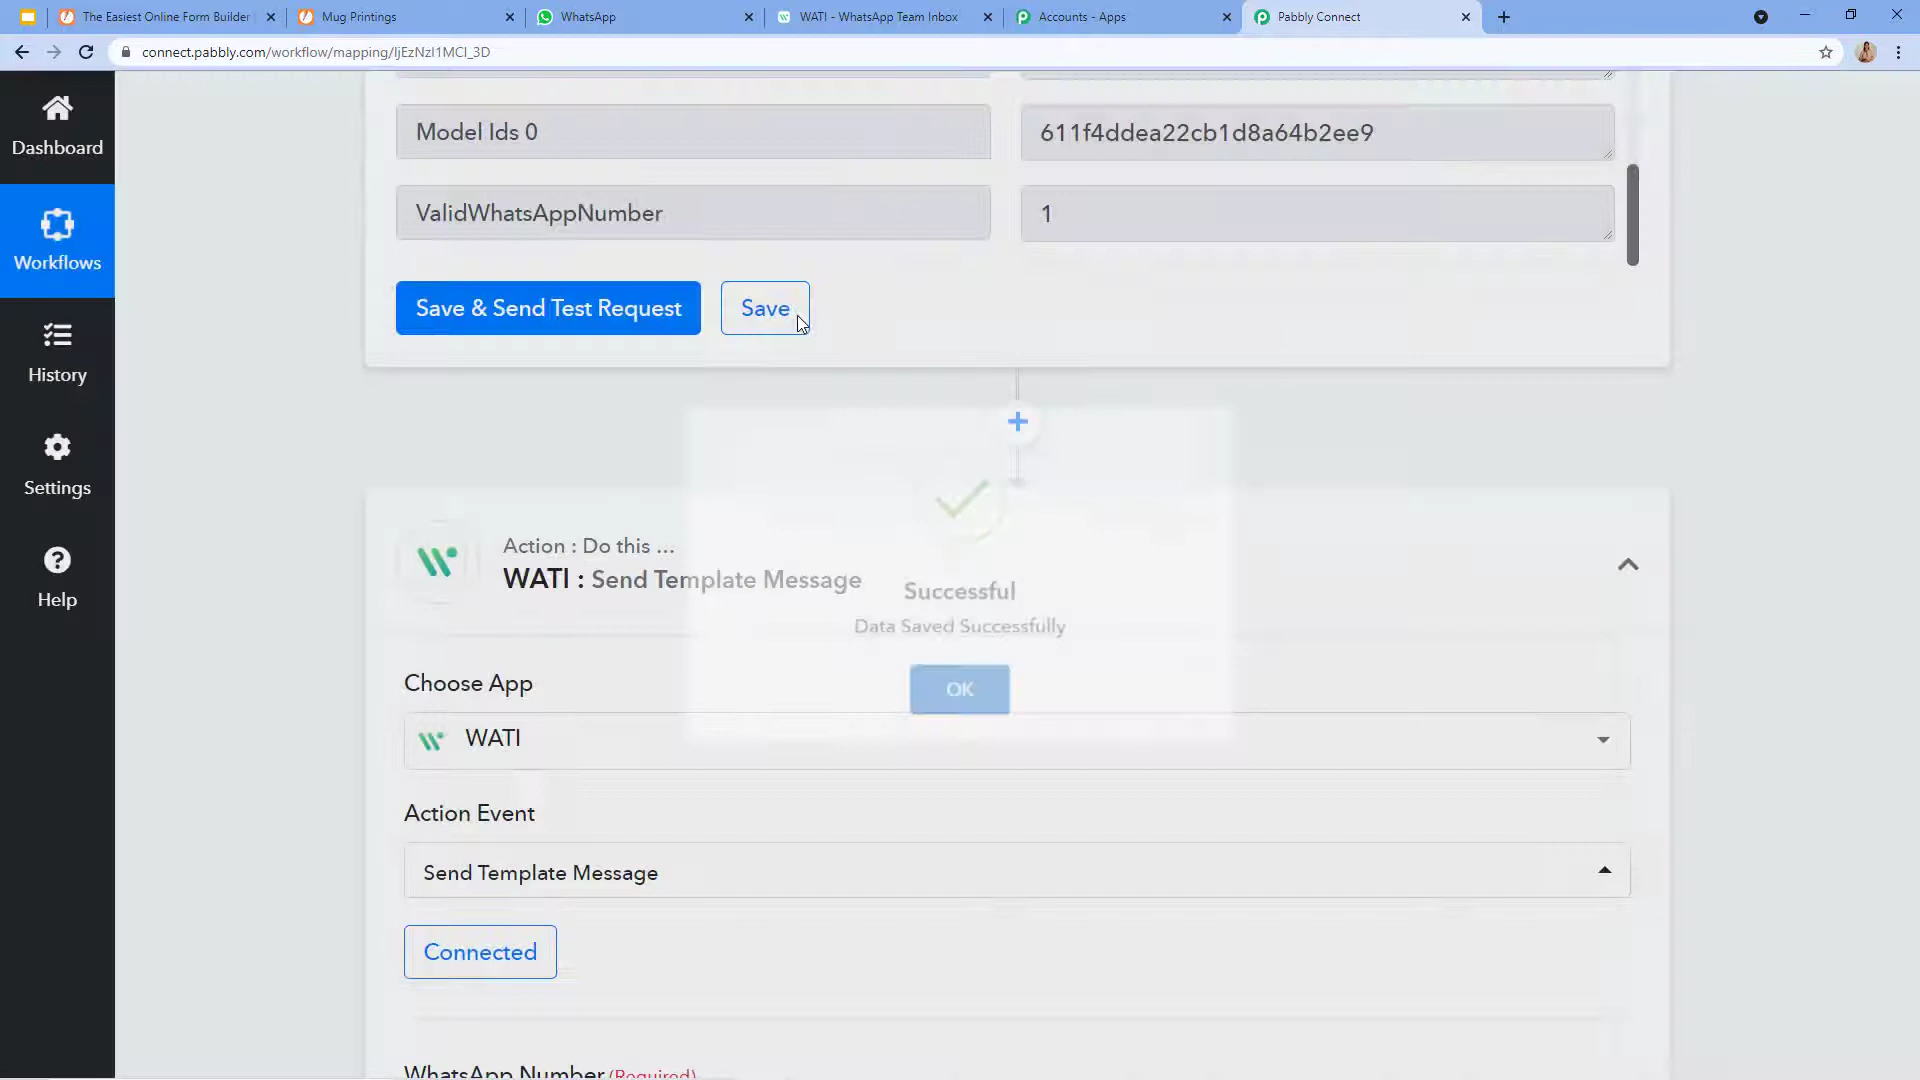 The Easiest Online Form Builder
Mug Printings
WhatsApp
WATI - WhatsApp Team Inbox
Accounts - Apps
Pabbly Connect
connect.pabbly.com/workflow/mapping/IjEzNzI1MCI_3D
Dashboard
Workflows
History
Settings
Help
Model Ids 0
611f4ddea22cb1d8a64b2ee9
ValidWhatsAppNumber
1
Save & Send Test Request
Save
Action : Do this ...
WATI : Send Template Message
Successful
Data Saved Successfully
OK
Choose App
WATI
Action Event
Send Template Message
Connected
WhatsApp Number (Required)